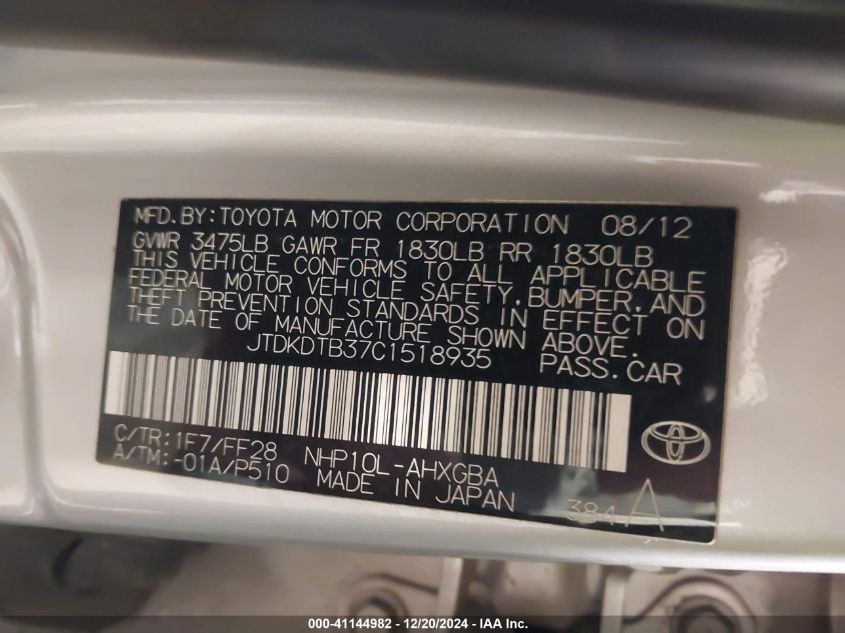 MFD.BY:TOYOTA MOTOR CORPORATION 08/12
GVWR 3475LB GAWR FR 1830LB RR 1830LB
THIS VEHICLE CONFORMS TO ALL APPLICABLE
FEDERAL MOTOR VEHICLE SAFETY,BUMPER,AND
THEFT PREVENTION STANDARDS IN EFFECT ON
THE DATE OF MANUFACTURE SHOWN ABOVE.
JTDKDTB37C1518935 PASS.CAR
C/TR:1F7/FF28
A/TM:-01A/P510
NHP10L-AHXGBA
MADE IN JAPAN
384A
000-41144982 - 12/20/2024 - IAA Inc.